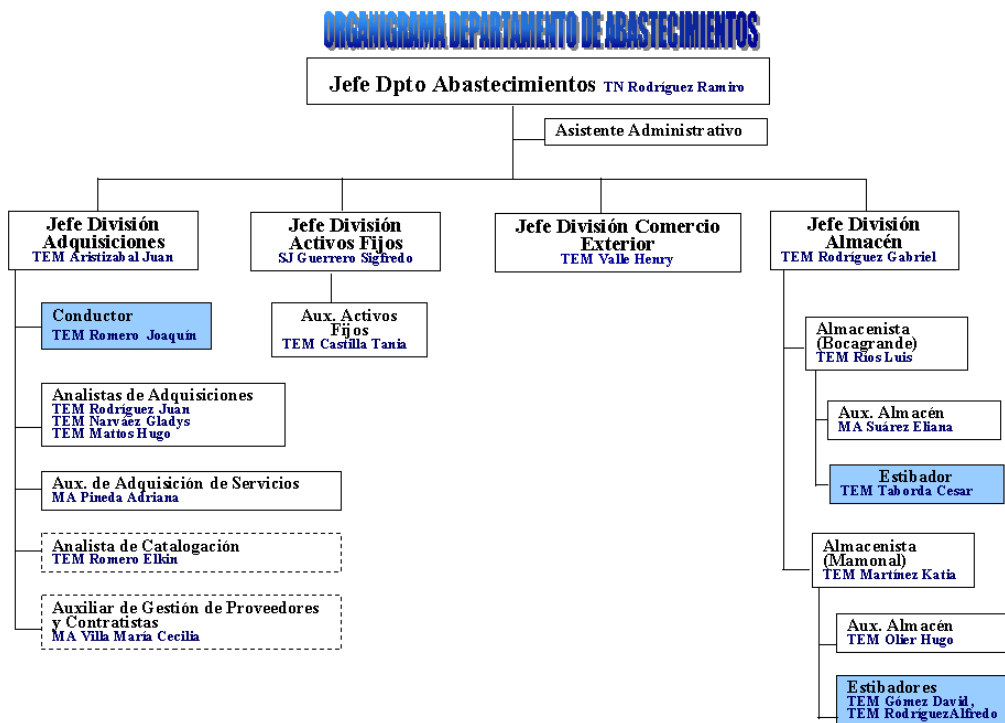 ORGANIGRAMA DEPARTAMENTO DE ABASTECIMIENTOS
Jefe Dpto Abastecimientos TN Rodríguez Ramiro
Asistente Administrativo
Jefe División
Adquisiciones
TEM Aristizabal Juan
Conductor
TEM Romero Joaquín
Analistas de Adquisiciones
TEM Rodríguez Juan
TEM Narváez Gladys
TEM Mattos Hugo
Aux. de Adquisición de Servicios
MA Pineda Adriana
Analista de Catalogación
TEM Romero Elkin
Auxiliar de Gestión de Proveedores
y Contratistas
MA Villa María Cecilia
Jefe División
Activos Fijos
SJ Guerrero Sigfredo
Aux. Activos
Fijos
TEM Castilla Tania
Jefe División Comercio
Exterior
TEM Valle Henry
Jefe División
Almacén
TEM Rodríguez Gabriel
Almacenista
(Bocagrande)
TEM Rios Luis
Aux. Almacén
MA Suárez Eliana
Estibador
TEM Taborda Cesar
Almacenista
(Mamonal)
TEM Martínez Katia
Aux. Almacén
TEM Olier Hugo
Estibadores
TEM Gómez David,
TEM RodríguezAlfredo